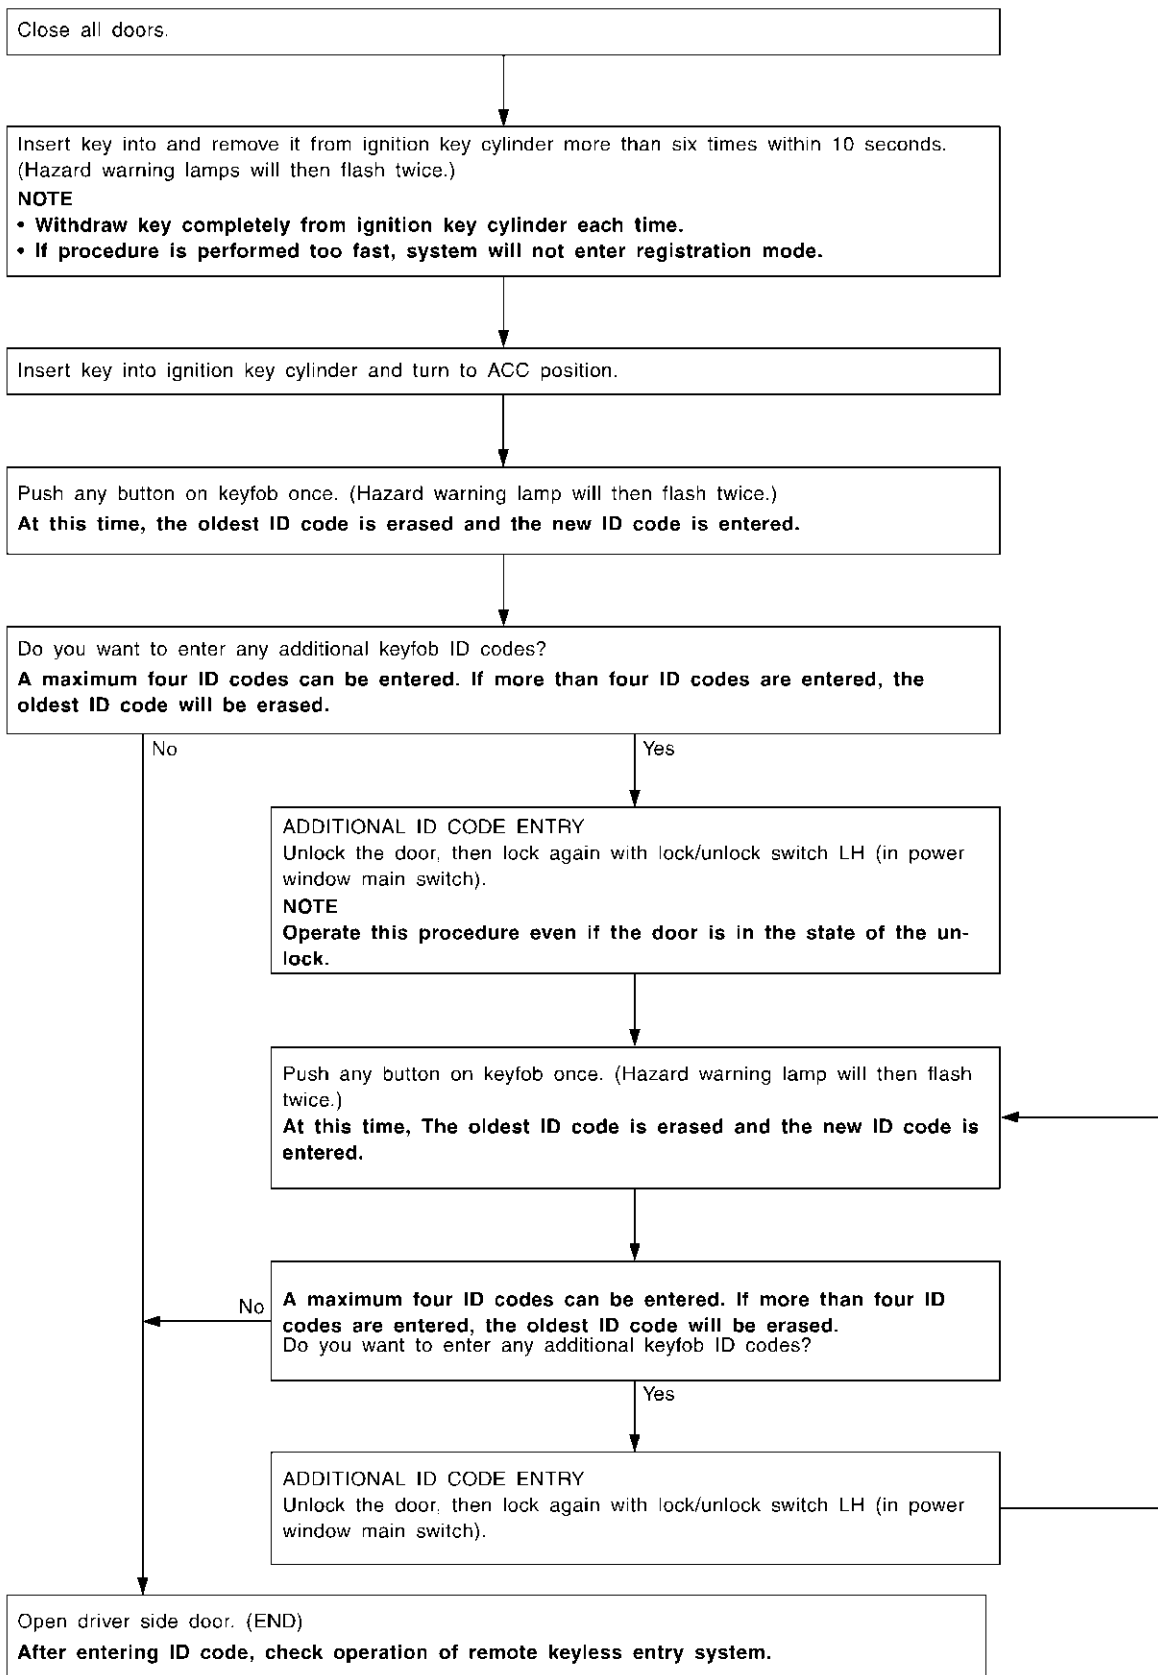 Close all doors.
Insert key into and remove it from ignition key cylinder more than six times within 10 seconds.
(Hazard warning lamps will then flash twice.)
NOTE
• Withdraw key completely from ignition key cylinder each time.
• If procedure is performed too fast, system will not enter registration mode.
Insert key into ignition key cylinder and turn to ACC position.
Push any button on keyfob once. (Hazard warning lamp will then flash twice.)
At this time, the oldest ID code is erased and the new ID code is entered.
Do you want to enter any additional keyfob ID codes?
A maximum four ID codes can be entered. If more than four ID codes are entered, the
oldest ID code will be erased.
No
Yes
ADDITIONAL ID CODE ENTRY
Unlock the door, then lock again with lock/unlock switch LH (in power
window main switch).
NOTE
Operate this procedure even if the door is in the state of the un-
lock.
Push any button on keyfob once. (Hazard warning lamp will then flash
twice.)
At this time, The oldest ID code is erased and the new ID code is
entered.
No
A maximum four ID codes can be entered. If more than four ID
codes are entered, the oldest ID code will be erased.
Do you want to enter any additional keyfob ID codes?
Yes
ADDITIONAL ID CODE ENTRY
Unlock the door, then lock again with lock/unlock switch LH (in power
window main switch).
Open driver side door. (END)
After entering ID code, check operation of remote keyless entry system.